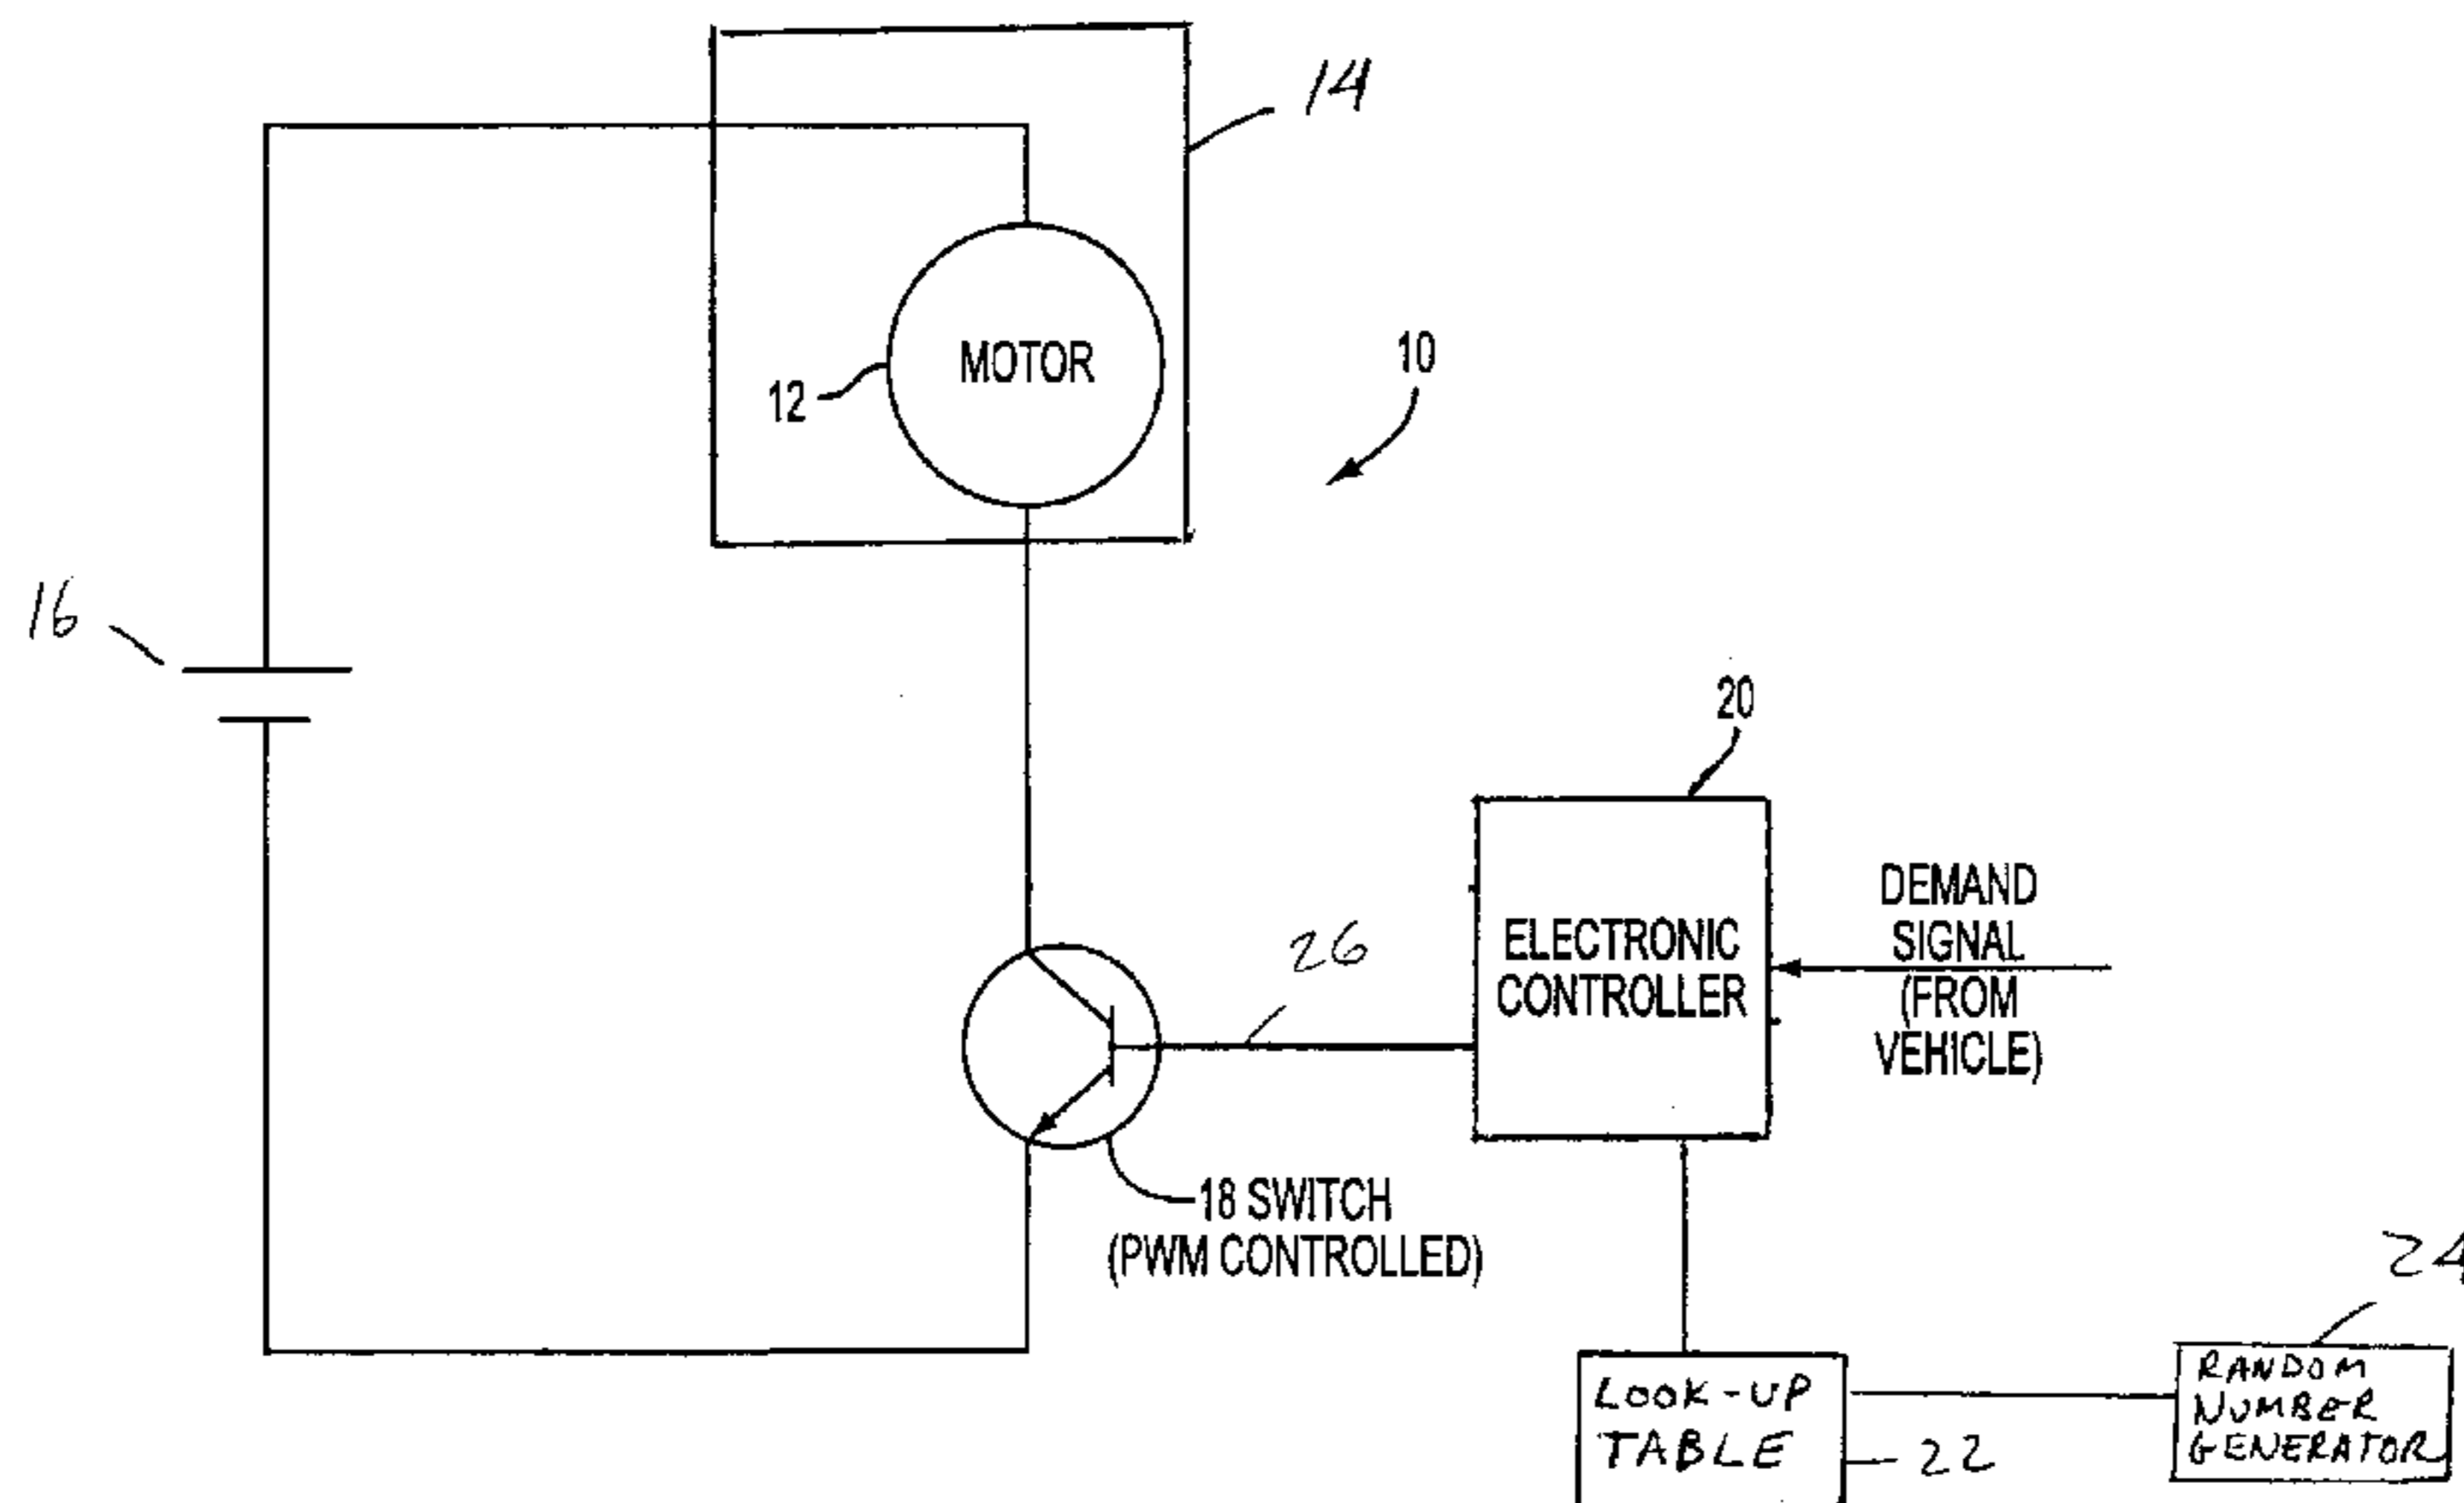 14
MOTOR
12
10
16
20
ELECTRONIC
CONTROLLER
DEMAND
SIGNAL
(FROM
VEHICLE)
26
18 SWITCH
(PWM CONTROLLED)
24
LOOK-UP
TABLE
22
RANDOM
NUMBER
GENERATOR